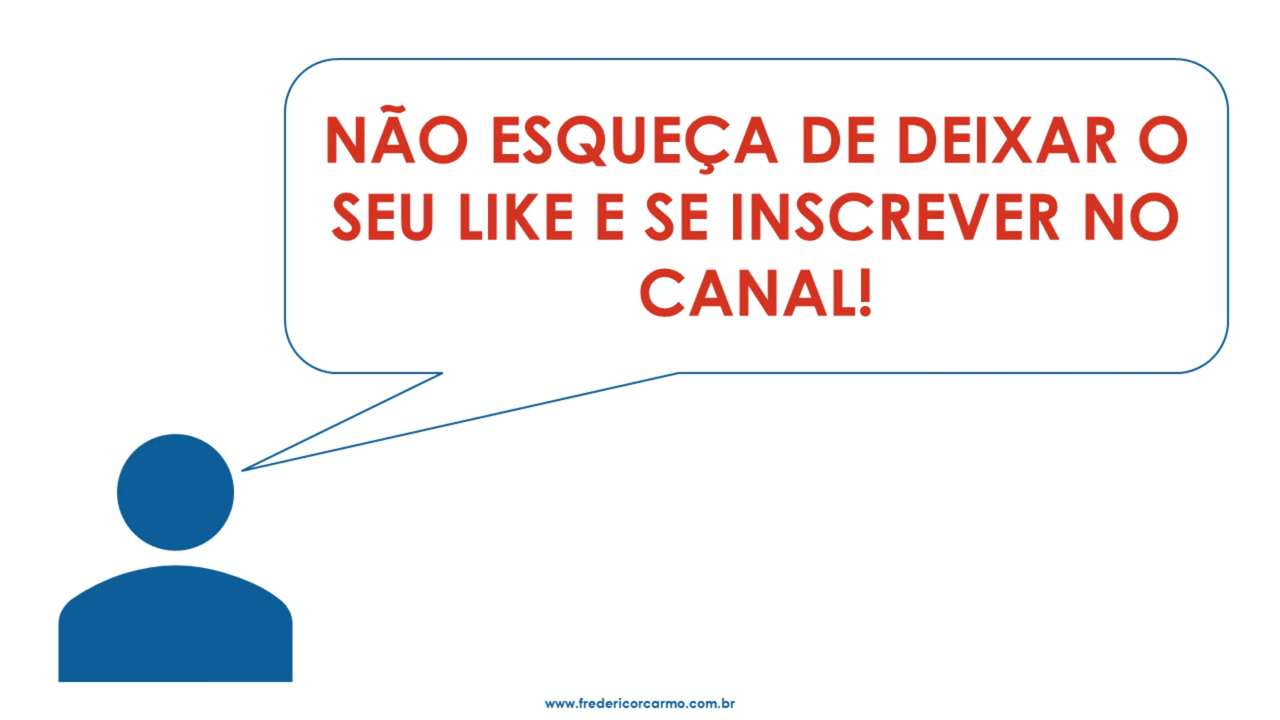 NÃO ESQUEÇA DE DEIXAR O
SEU LIKE E SE INSCREVER NO
CANAL!
www.fredericorcarmo.com.br